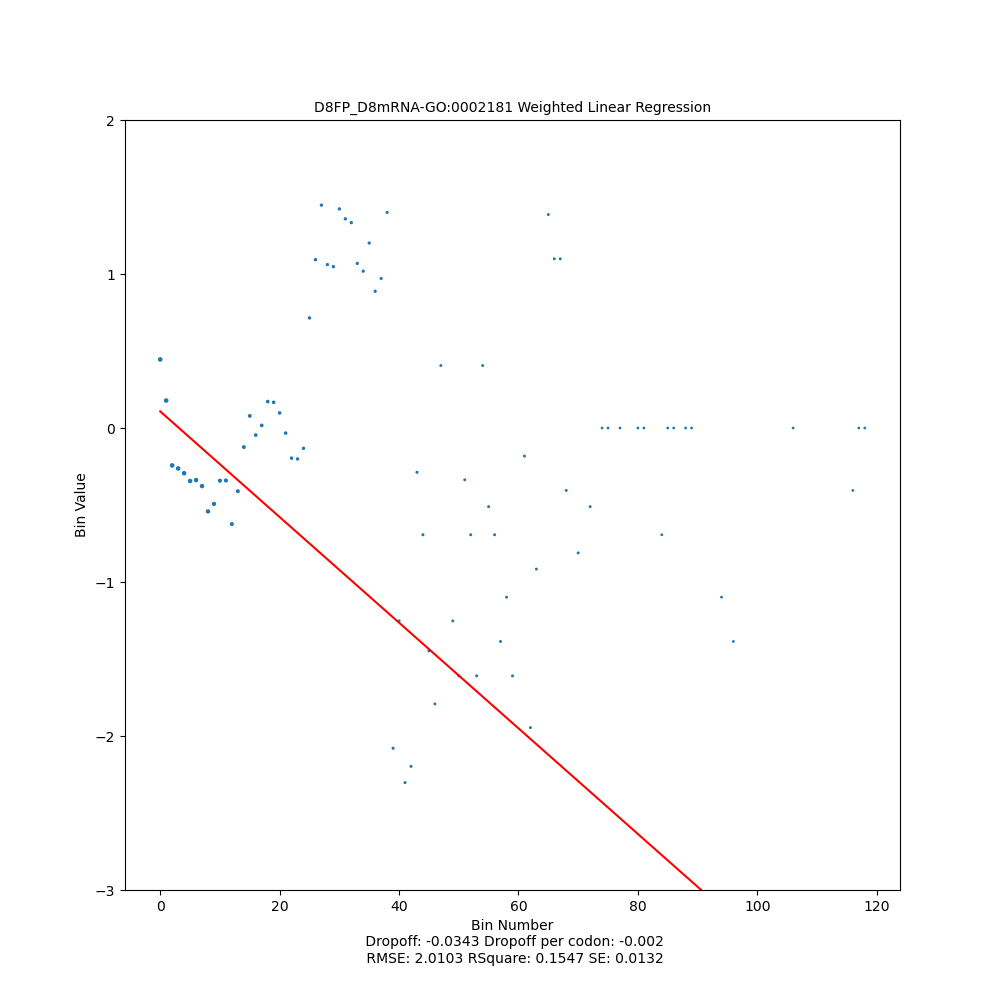 D8FP_D8mRNA-GO:0002181 Weighted Linear Regression
2
1
0
−1
−2
−3
Bin Value
0 20 40 60 80 100 120
Bin Number
Dropoff: -0.0343 Dropoff per codon: -0.002
RMSE: 2.0103 RSquare: 0.1547 SE: 0.0132